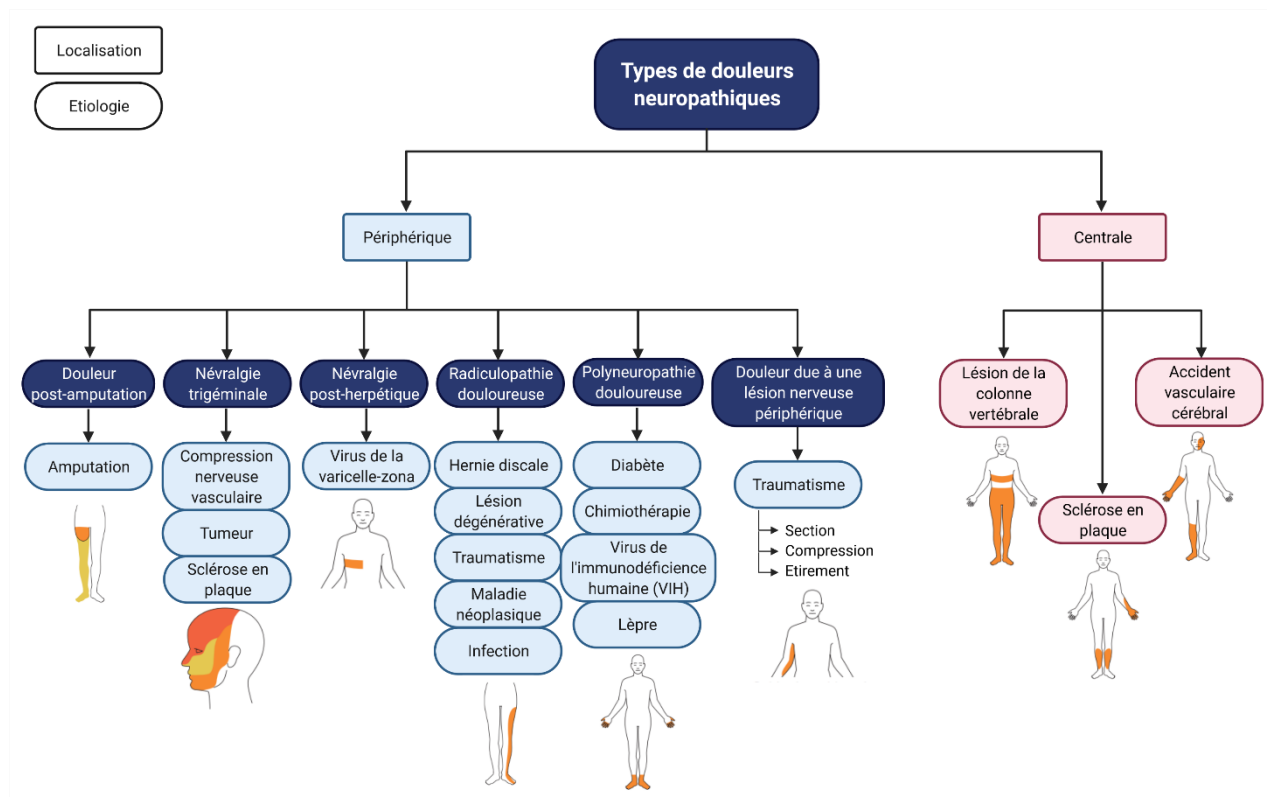 Localisation
Etiologie
Types de douleurs
neuropathiques
Périphérique
Centrale
Douleur
post-amputation
Amputation
Névralgie
trigéminale
Compression
nerveuse
vasculaire
Tumeur
Sclérose en
plaque
Névralgie
post-herpétique
Virus de la
varicelle-zona
Radiculopathie
douloureuse
Hernie discale
Lésion
dégénérative
Traumatisme
Maladie
néoplasique
Infection
Polyneuropathie
douloureuse
Diabète
Chimiothérapie
Virus de
l'immunodéficience
humaine (VIH)
Lèpre
Douleur due à une
lésion nerveuse
périphérique
Traumatisme
Section
Compression
Etirement
Lésion de la
colonne
vertébrale
Sclérose en
plaque
Accident
vasculaire
cérébral